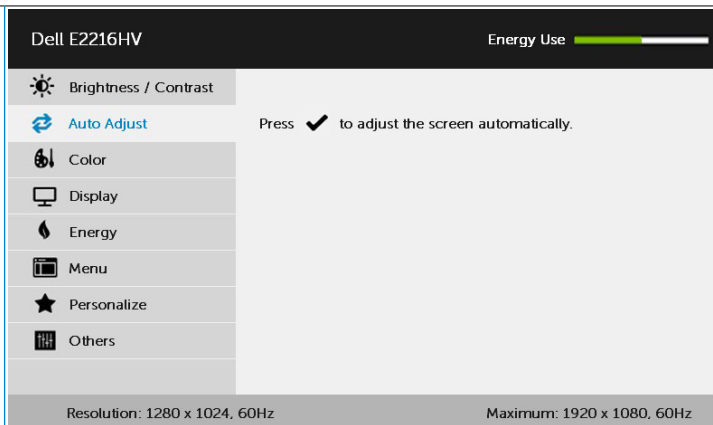 Dell E2216HV Energy Use
Brightness / Contrast
Auto Adjust Press ✔ to adjust the screen automatically.
Color
Display
Energy
Menu
Personalize
Others
Resolution: 1280 x 1024, 60Hz Maximum: 1920 x 1080, 60Hz